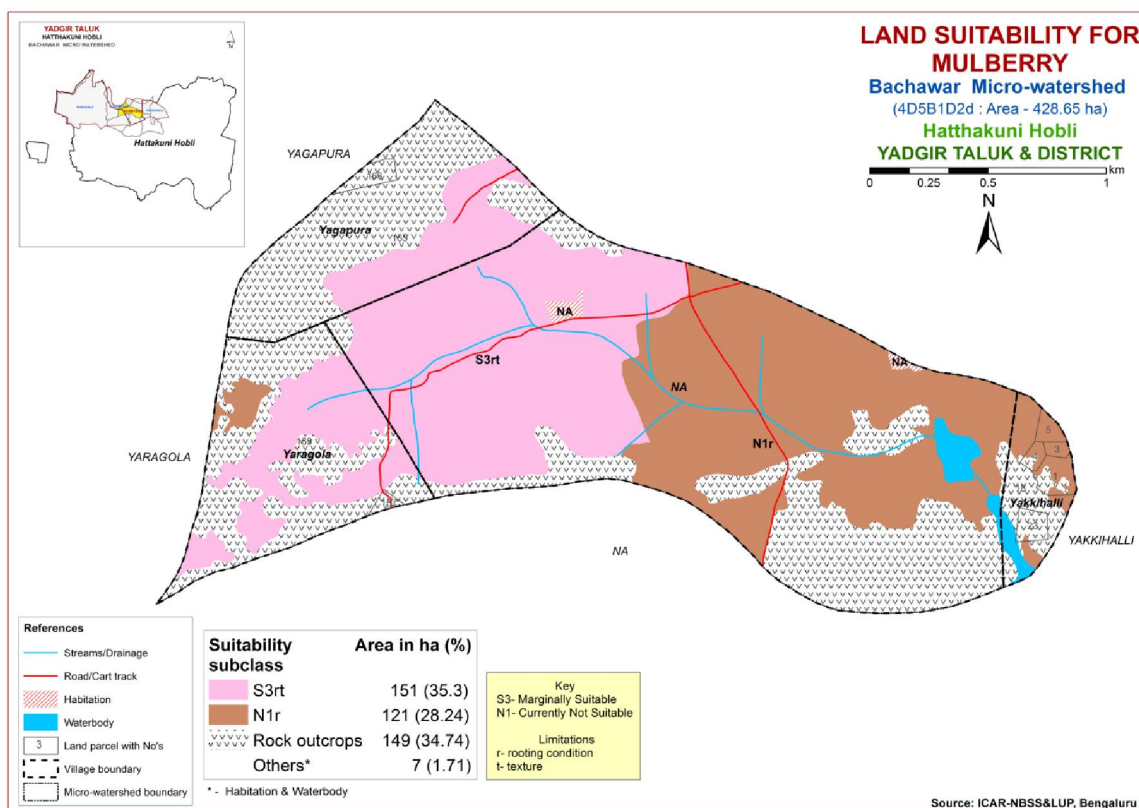 YADGIR TALUK
HATTHAKUNI HOBLI
BACHAWAR MICRO-WATERSHED
N
Hattakuni Hobli
LAND SUITABILITY FOR
MULBERRY
Bachawar Micro-watershed
(4D5B1D2d : Area - 428.65 ha)
Hatthakuni Hobli
YADGIR TALUK & DISTRICT
0 0.25 0.5 1
km
N
YAGAPURA
Yagapura
153
NA
S3rt
NA
NA
N1r
YARAGOLA
Yaragola
5
3
1
Yakkihalli
YAKKIHALLI
NA
References
Streams/Drainage
Road/Cart track
Habitation
Waterbody
3 Land parcel with No's
Village boundary
Micro-watershed boundary
Suitability subclass Area in ha (%)
S3rt 151 (35.3)
N1r 121 (28.24)
Rock outcrops 149 (34.74)
Others* 7 (1.71)
* - Habitation & Waterbody
Key
S3- Marginally Suitable
N1- Currently Not Suitable
Limitations
r- rooting condition
t- texture
Source: ICAR-NBSS&LUP, Bengaluru